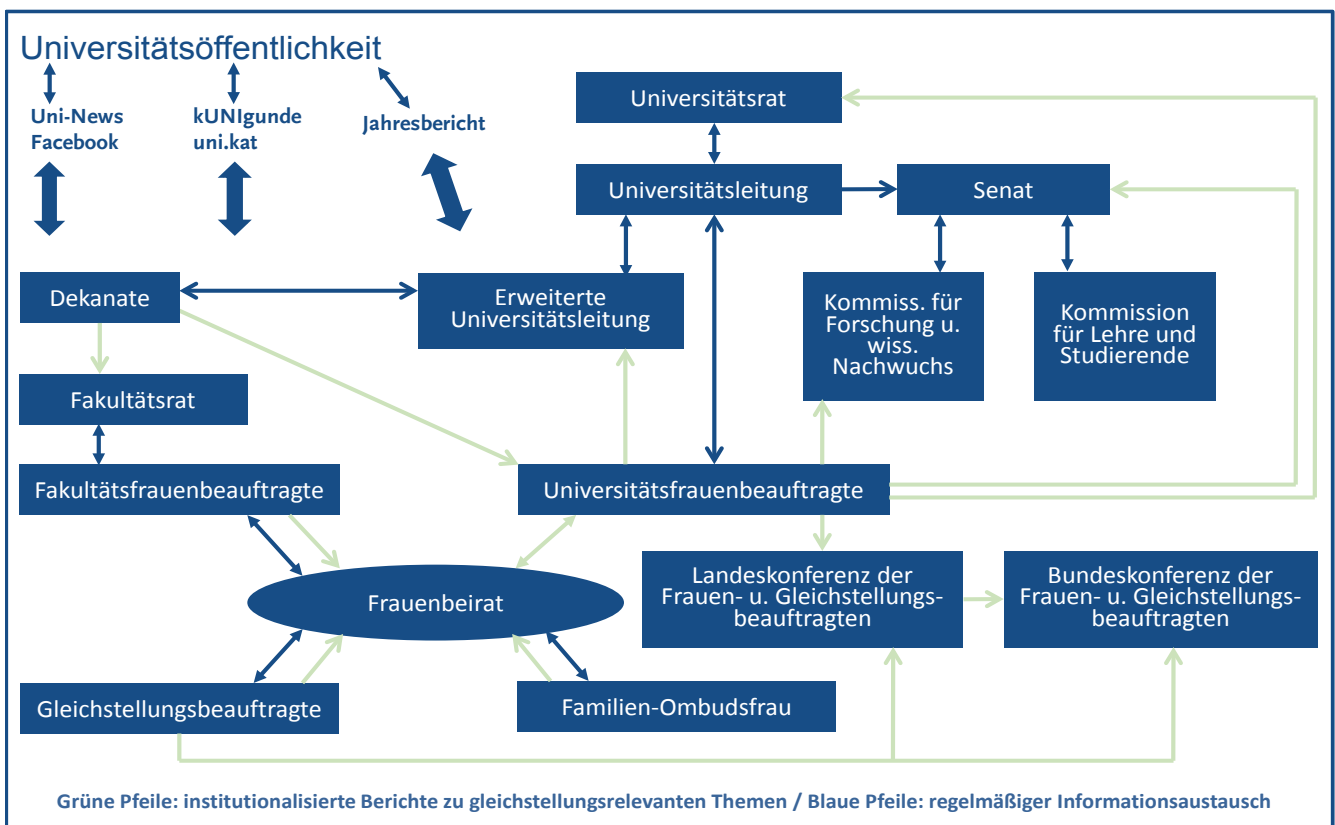 Universitätsöffentlichkeit
Uni-News
Facebook
kUNIgunde
uni.kat
Jahresbericht
Universitätsrat
Universitätsleitung
Senat
Dekanate
Erweiterte
Universitätsleitung
Kommiss. für
Forschung u.
wiss.
Nachwuchs
Kommission
für Lehre und
Studierende
Fakultätsrat
Fakultätsfrauenbeauftragte
Universitätsfrauenbeauftragte
Frauenbeirat
Landeskonferenz der
Frauen- u. Gleichstellungs-
beauftragten
Bundeskonferenz der
Frauen- u. Gleichstellungs-
beauftragten
Gleichstellungsbeauftragte
Familien-Ombudsfrau
Grüne Pfeile: institutionalisierte Berichte zu gleichstellungsrelevanten Themen / Blaue Pfeile: regelmäßiger Informationsaustausch